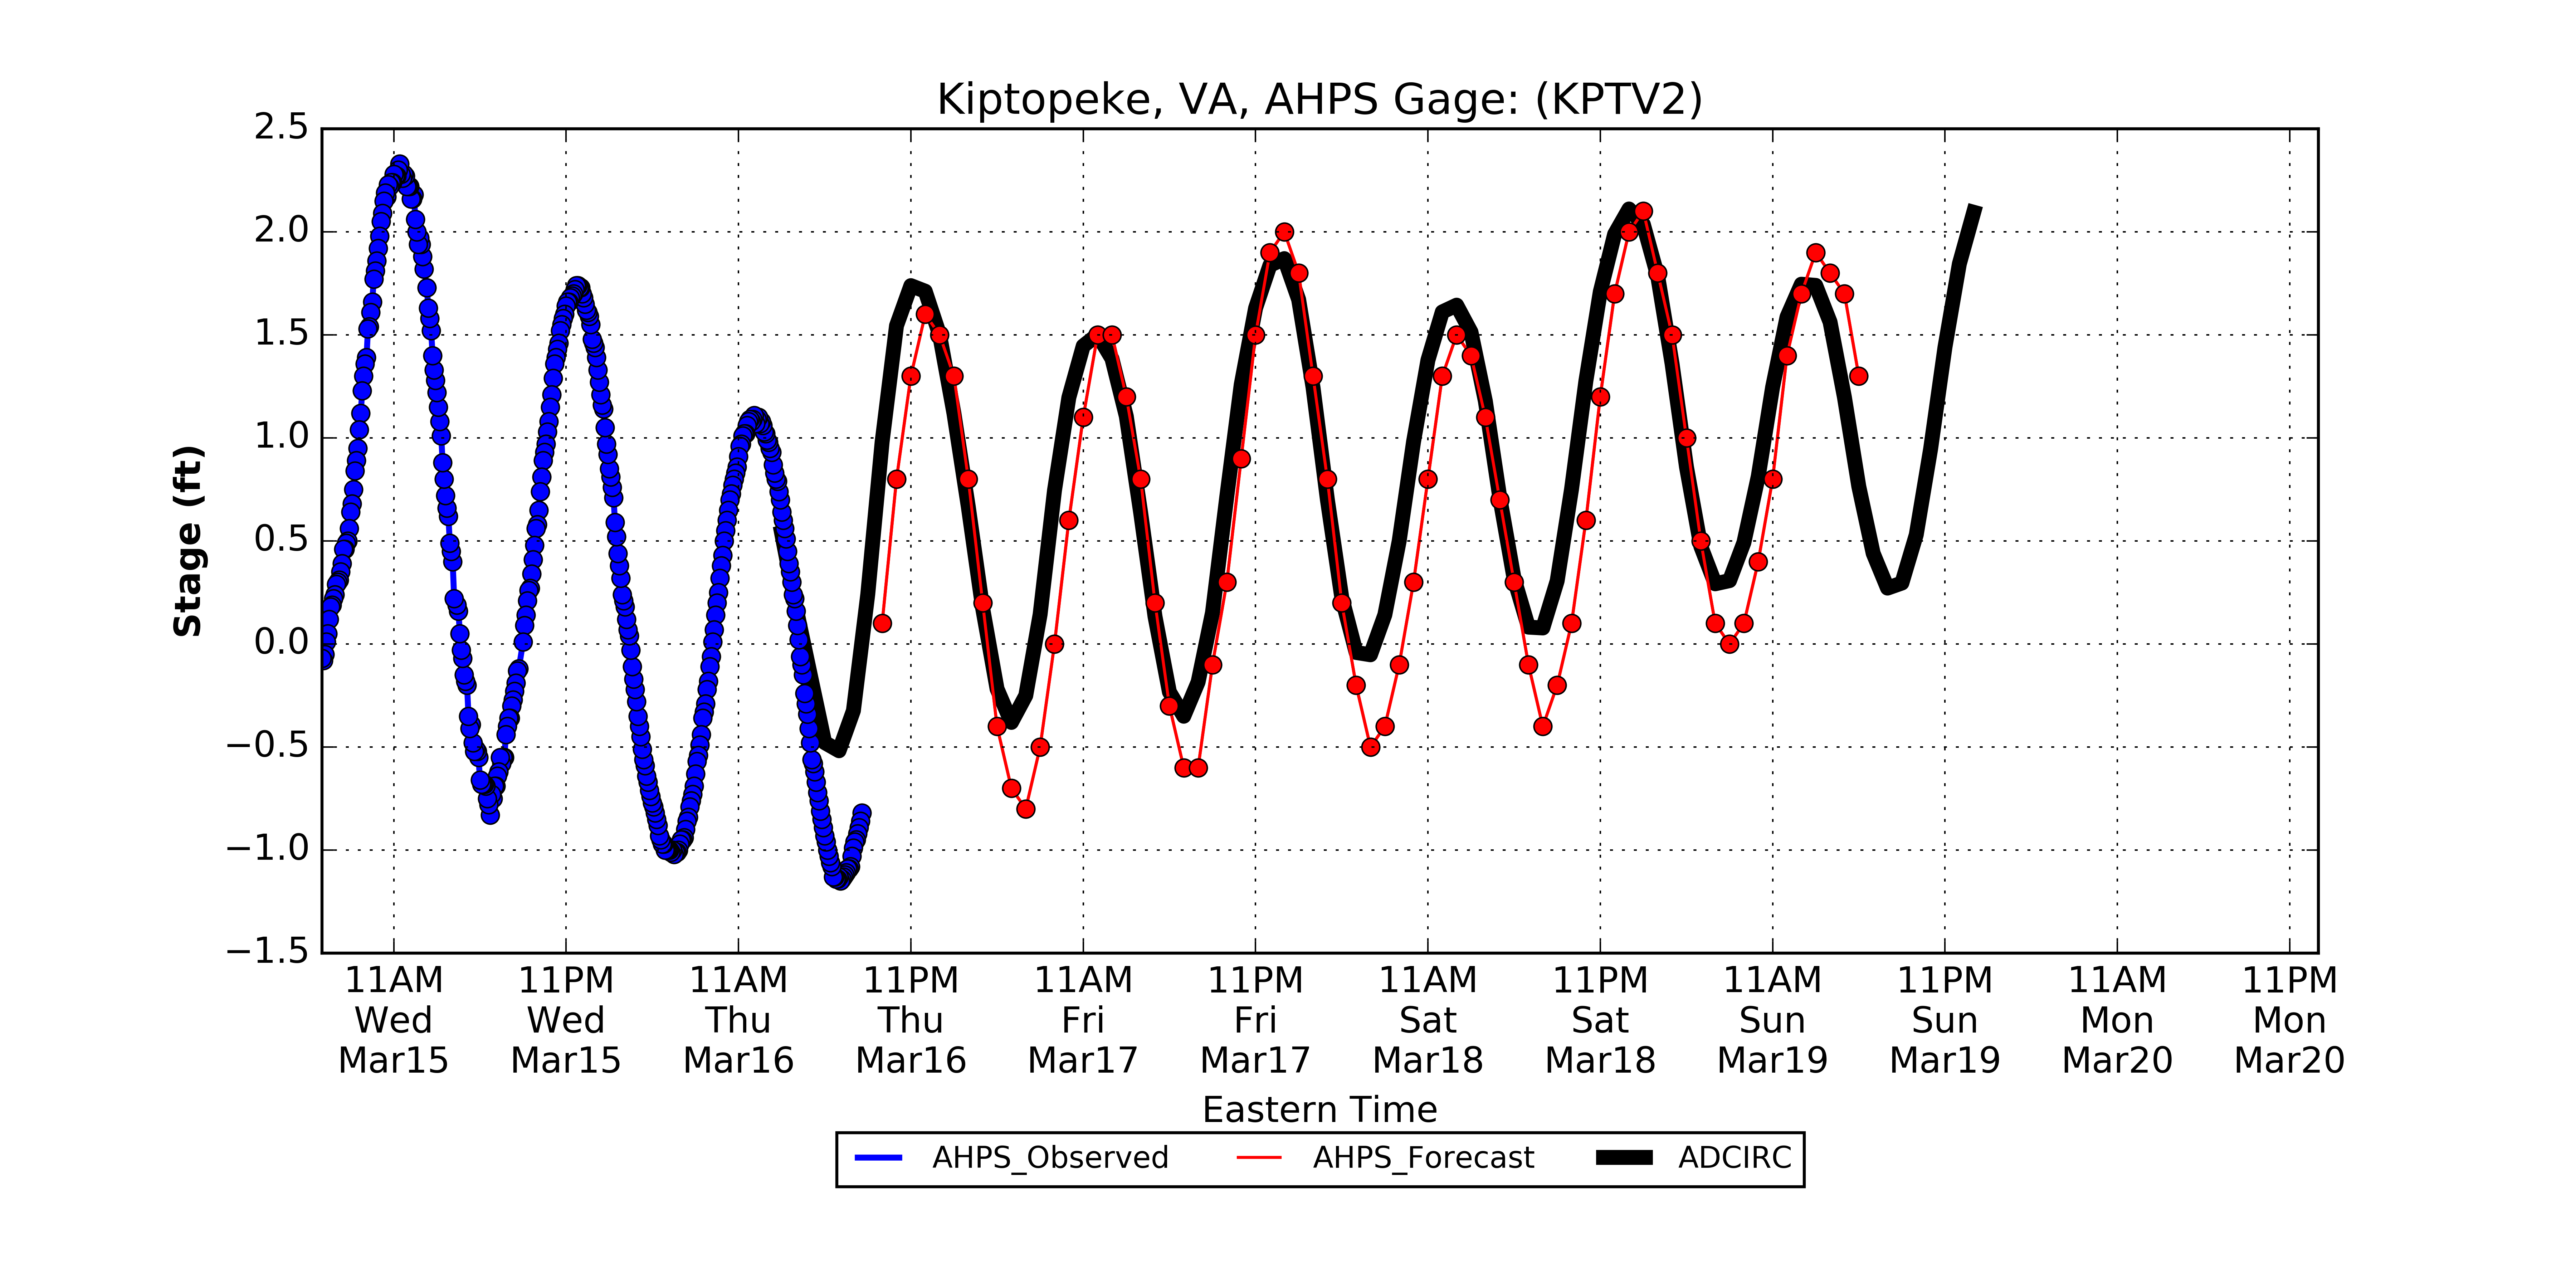 Kiptopeke, VA, AHPS Gage: (KPTV2)
2.5
2.0
1.5
1.0
0.5
0.0
−0.5
−1.0
−1.5
Stage (ft)
11AM 11PM 11AM 11PM 11AM 11PM 11AM 11PM 11AM 11PM 11AM 11PM
Wed Wed Thu Thu Fri Fri Sat Sat Sun Sun Mon Mon
Mar15 Mar15 Mar16 Mar16 Mar17 Mar17 Mar18 Mar18 Mar19 Mar19 Mar20 Mar20
Eastern Time
AHPS_Observed AHPS_Forecast ADCIRC